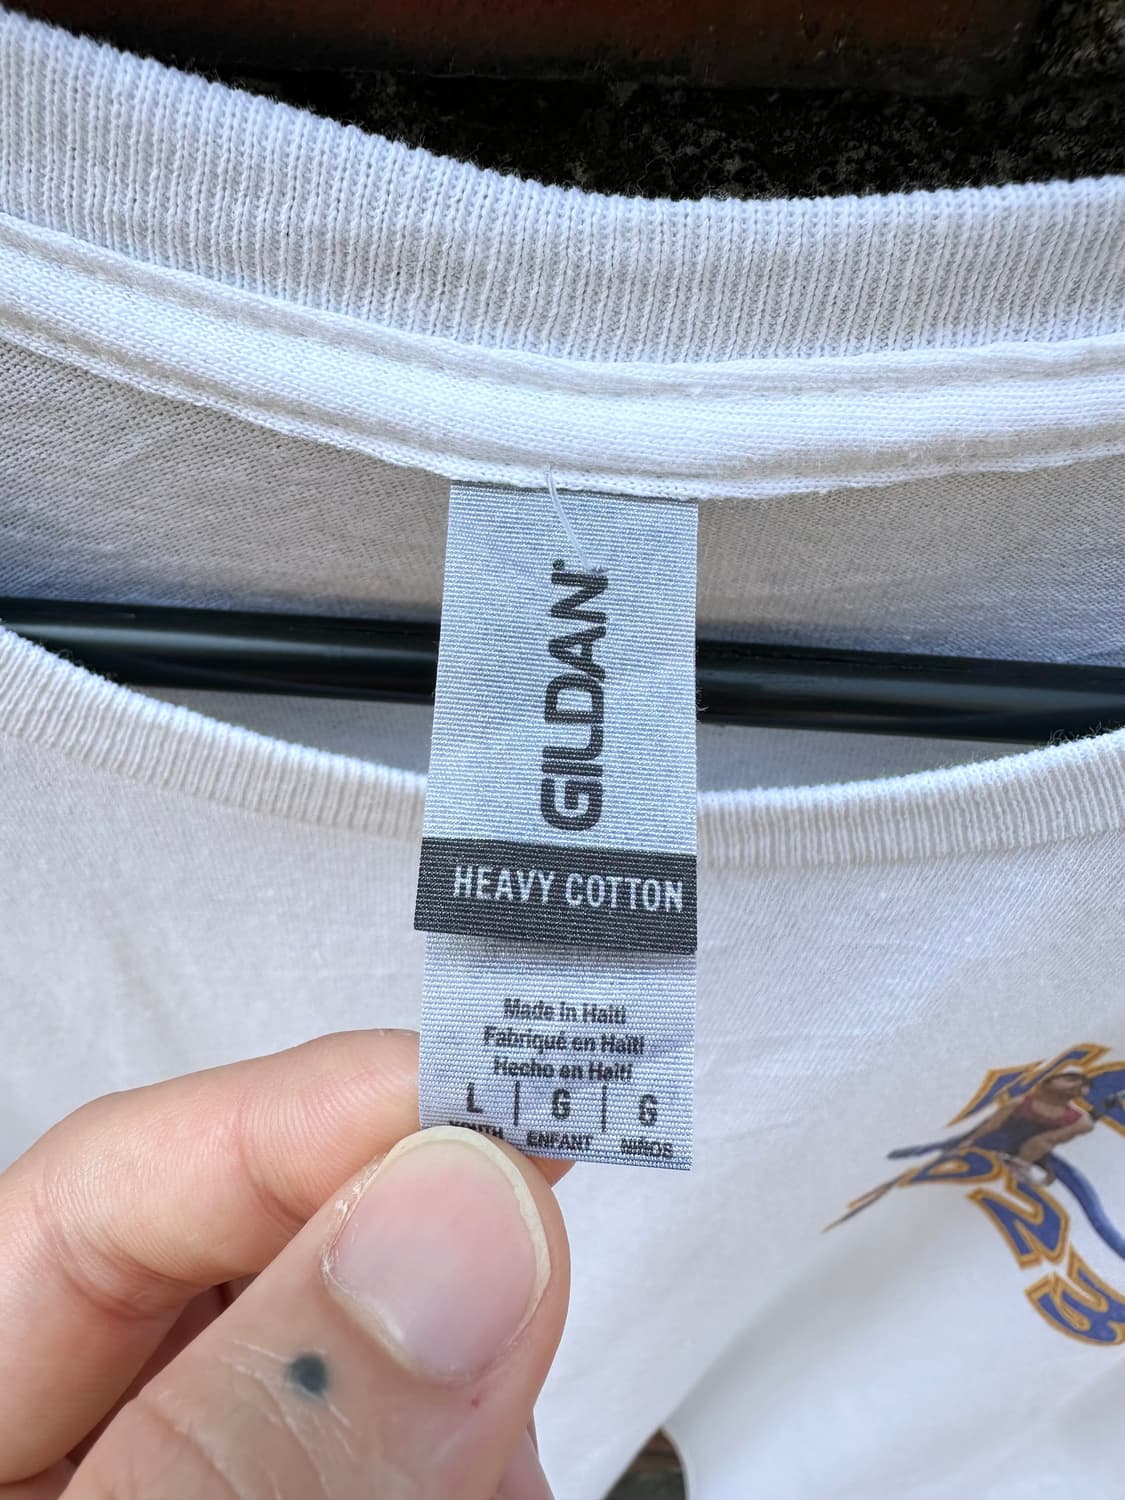 GILDAN®
HEAVY COTTON
Made in Haiti
Fabriqué en Haïti
Hecho en Haití
L | G | G
YOUTH ENFANT NIÑOS